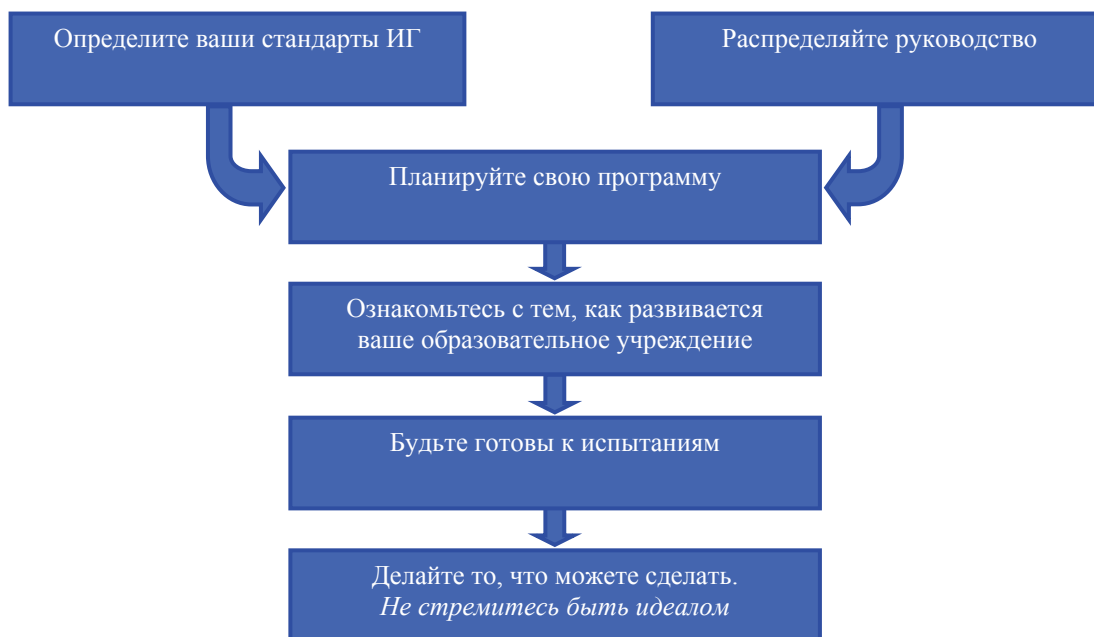 Определите ваши стандарты ИГ
Распределяйте руководство
Планируйте свою программу
Ознакомьтесь с тем, как развивается
ваше образовательное учреждение
Будьте готовы к испытаниям
Делайте то, что можете сделать.
Не стремитесь быть идеалом